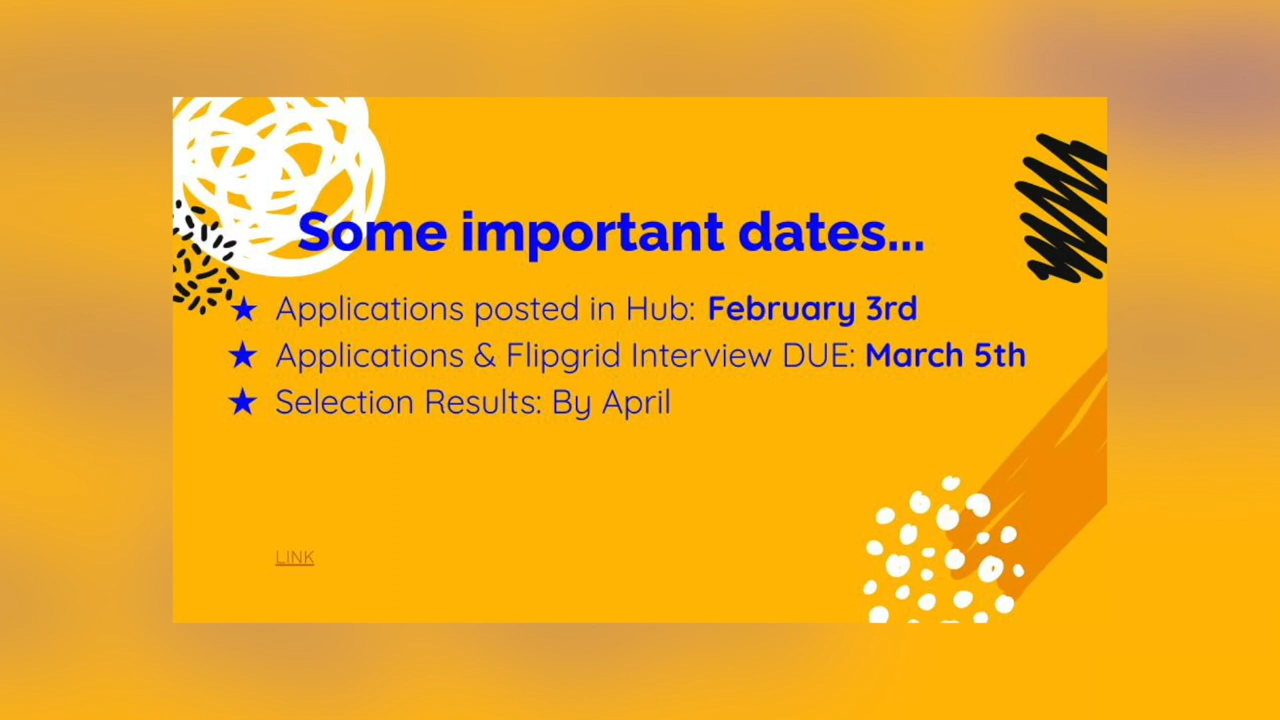 Some important dates...
★ Applications posted in Hub: February 3rd
★ Applications & Flipgrid Interview DUE: March 5th
★ Selection Results: By April
LINK